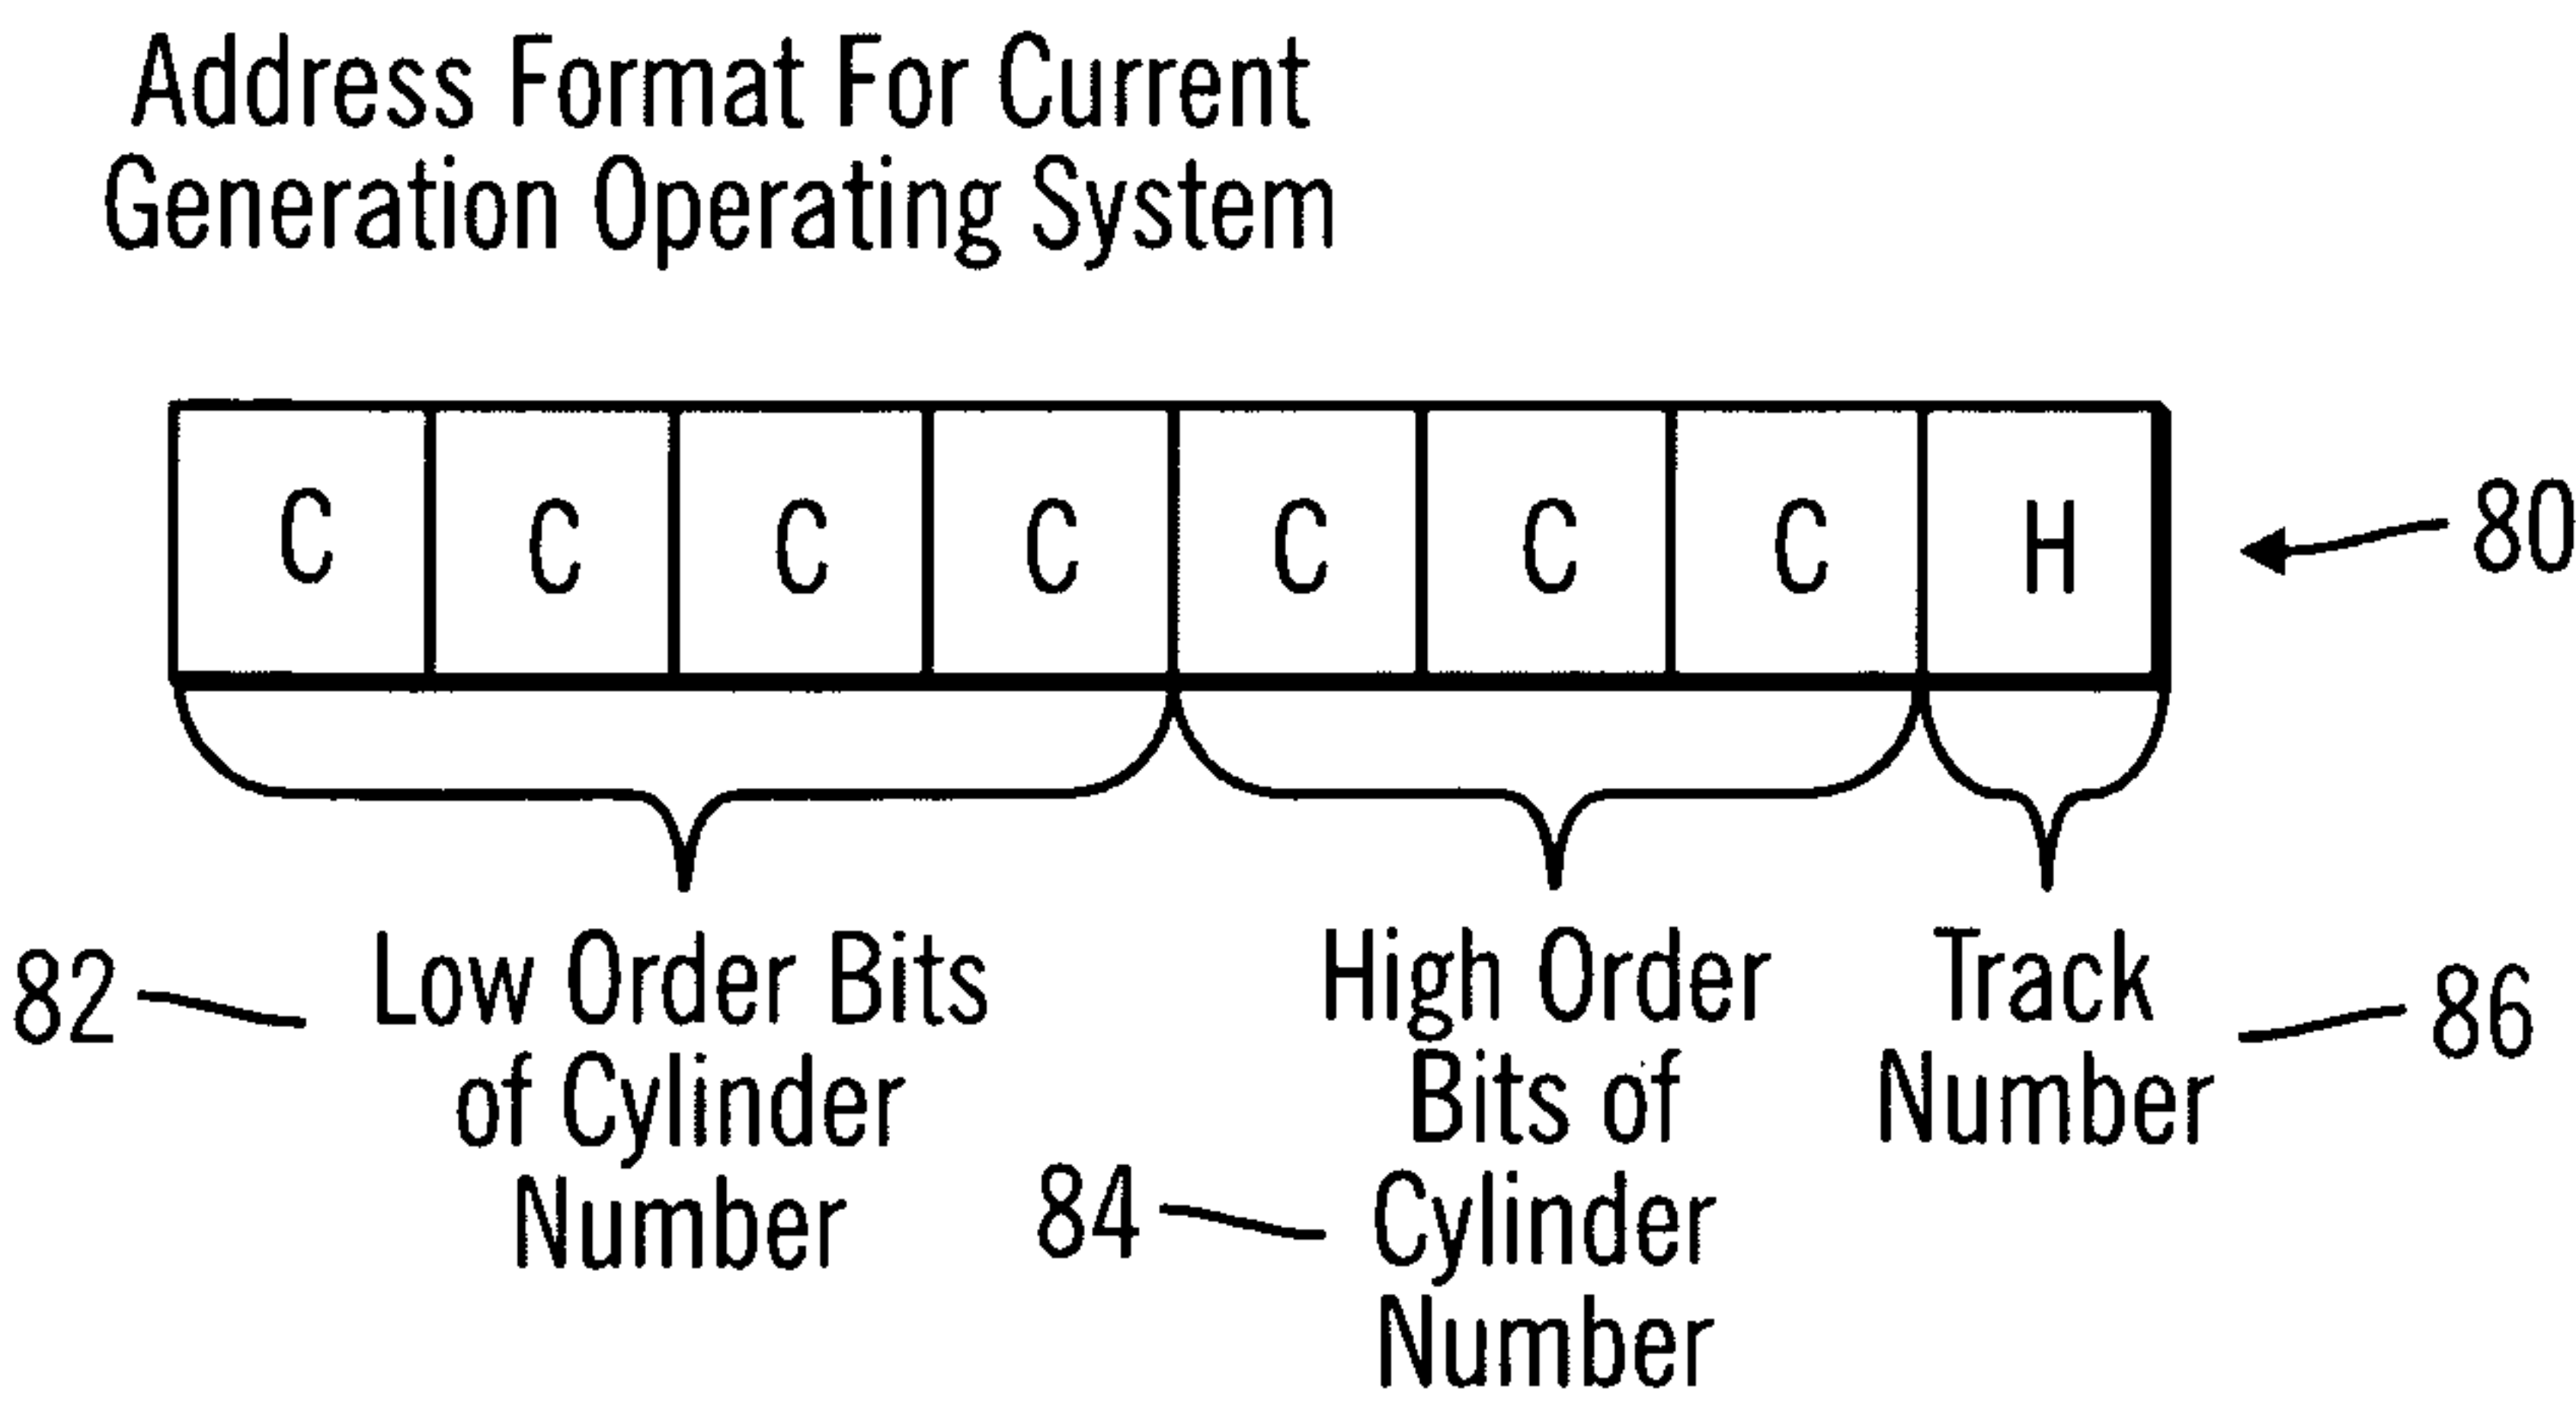 Address Format For Current
Generation Operating System
C C C C C C C H
80
82
Low Order Bits
of Cylinder
Number
84
High Order
Bits of
Cylinder
Number
Track
Number
86